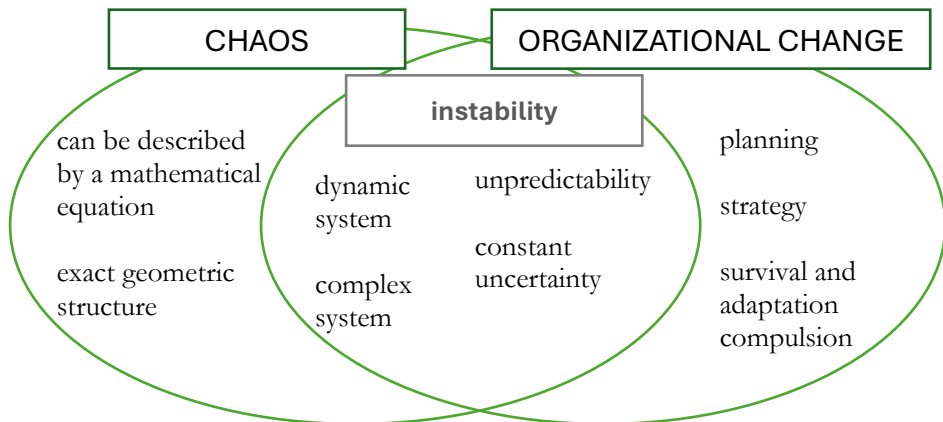 CHAOS
ORGANIZATIONAL CHANGE
instability
can be described
by a mathematical
equation
exact geometric
structure
dynamic
system
complex
system
unpredictability
constant
uncertainty
planning
strategy
survival and
adaptation
compulsion